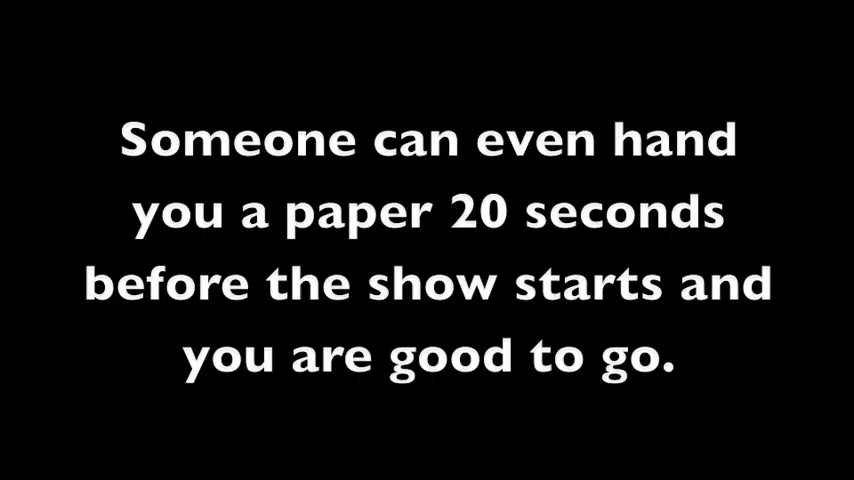 Someone can even hand
you a paper 20 seconds
before the show starts and
you are good to go.